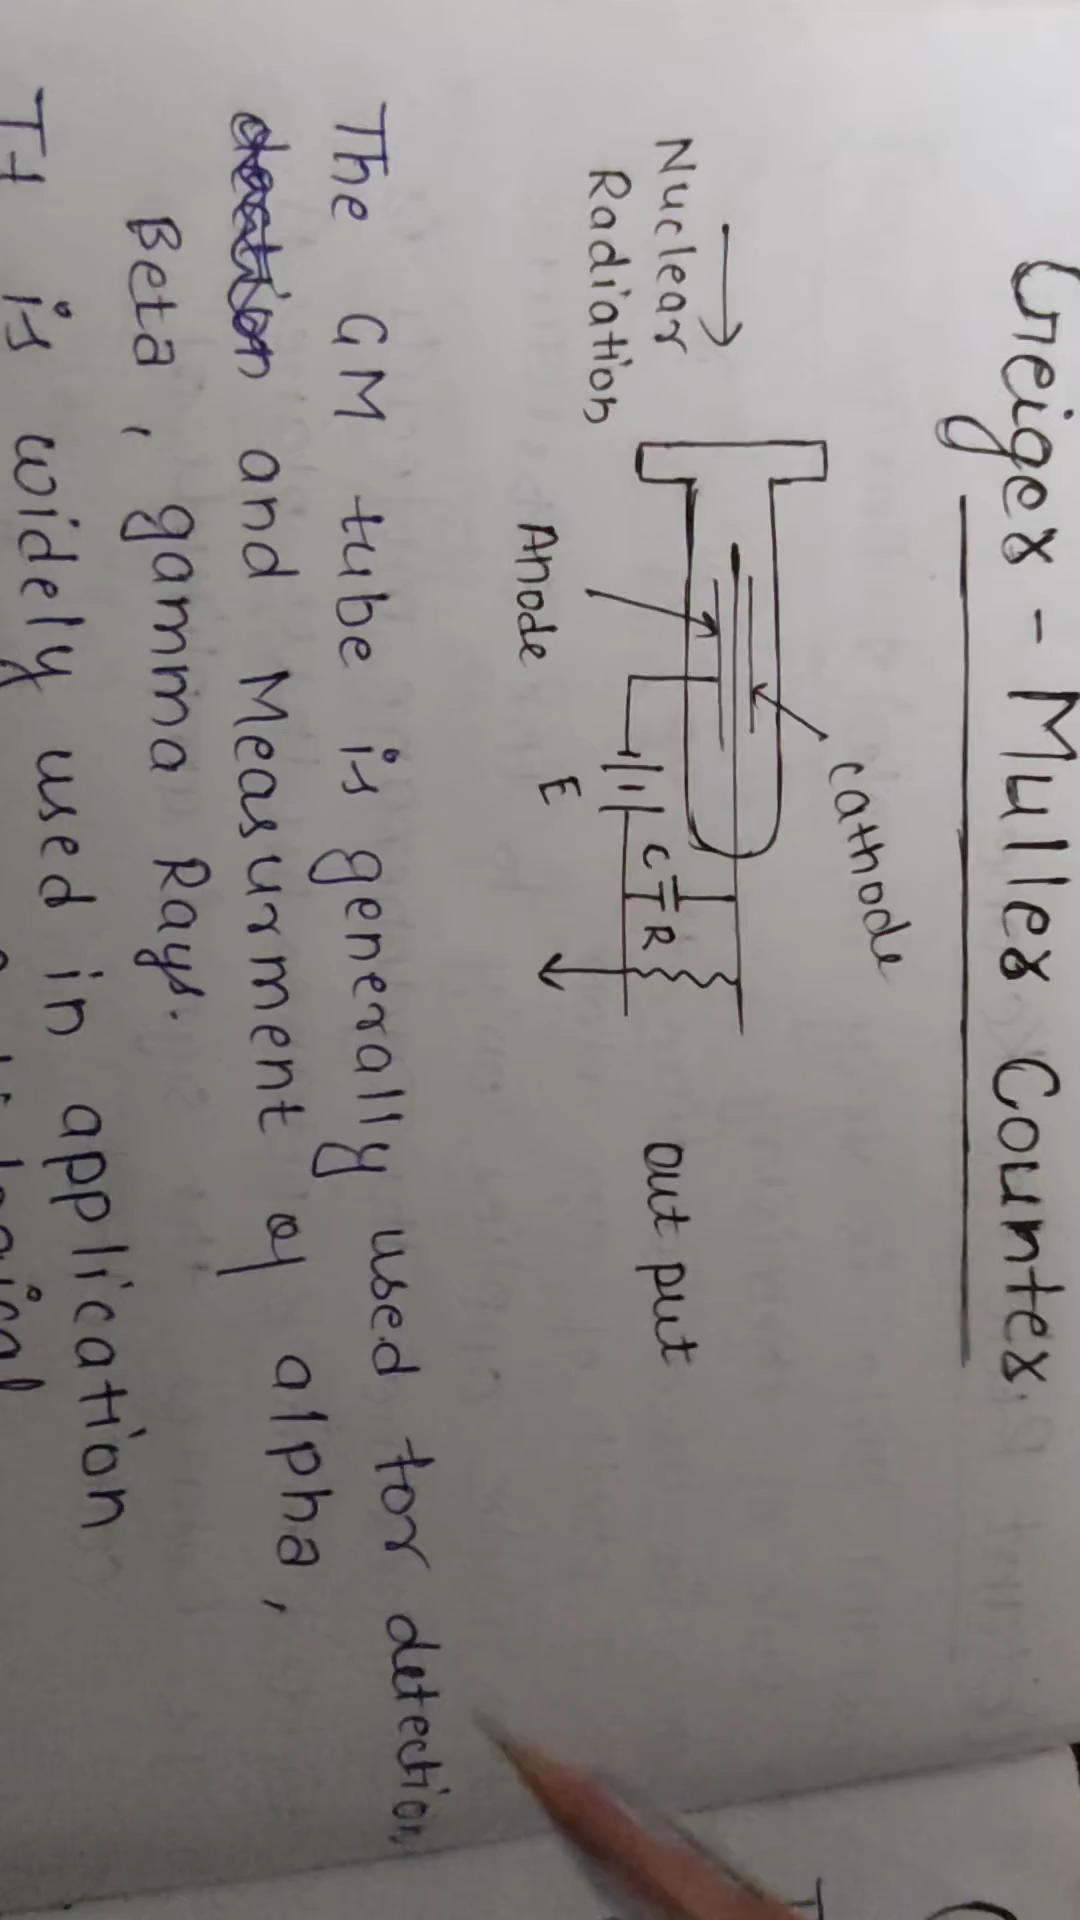 Geiger - Muller Counter.
Nuclear
Radiation
cathode
Anode
E
C
R
out put
The GM tube is generally used for detection
and Measurment of alpha,
Beta, gamma Rays.
It is widely used in application